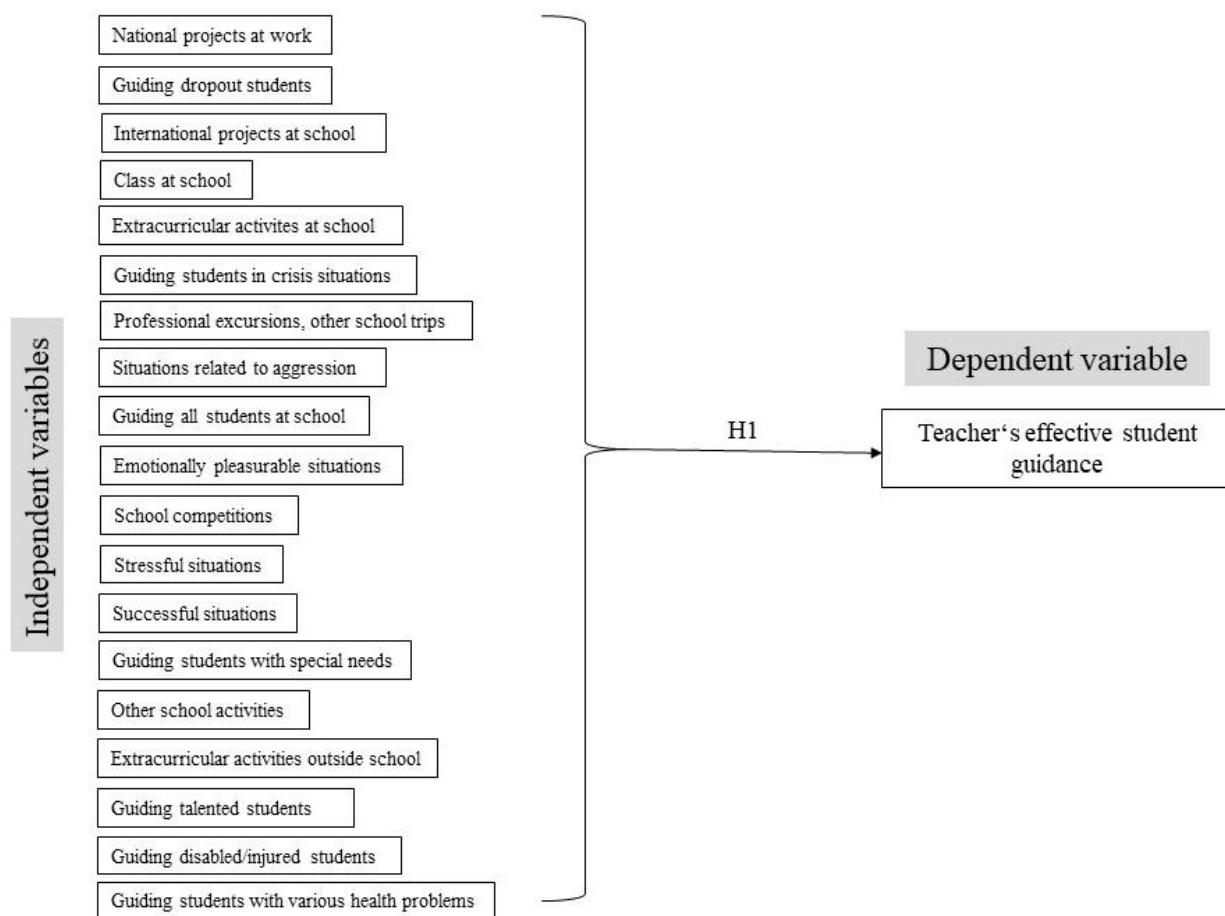 National projects at work
Guiding dropout students
International projects at school
Class at school
Extracurricular activites at school
Guiding students in crisis situations
Professional excursions, other school trips
Situations related to aggression
Guiding all students at school
Emotionally pleasurable situations
School competitions
Stressful situations
Successful situations
Guiding students with special needs
Other school activities
Extracurricular activities outside school
Guiding talented students
Guiding disabled/injured students
Guiding students with various health problems
Independent variables
H1
Dependent variable
Teacher‘s effective student
guidance